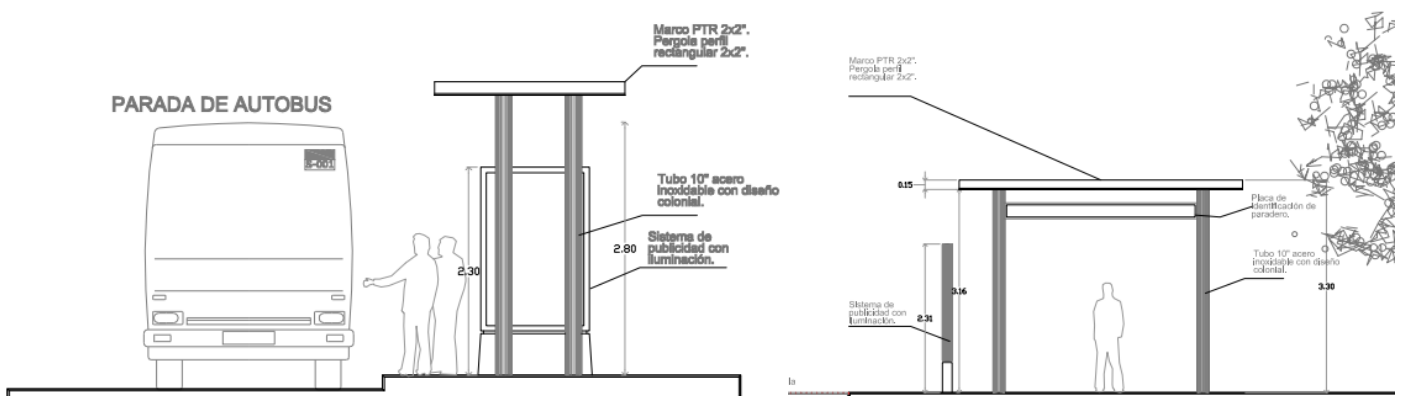 Marco PTR 2x2".
Pergola perfil
rectangular 2x2".
PARADA DE AUTOBUS
S-001
Tubo 10" acero
inoxidable con diseño
colonial.
Sistema de
publicidad con
iluminación.
2.30
2.80
Marco PTR 2x2".
Pergola perfil
rectangular 2x2".
0.15
Placa de
identificación de
paradero.
Tubo 10" acero
inoxidable con diseño
colonial.
3.16
3.30
Sistema de
publicidad con
iluminación.
2.31
la